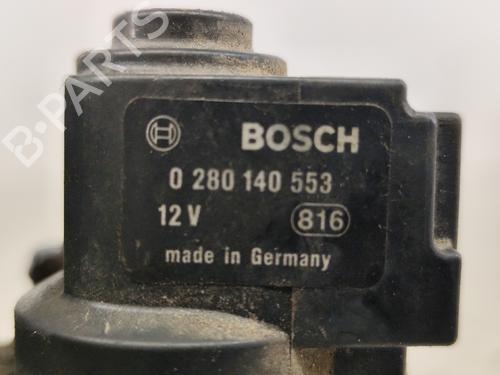 BOSCH
0 280 140 553
12 V 816
made in Germany
B-PARTS